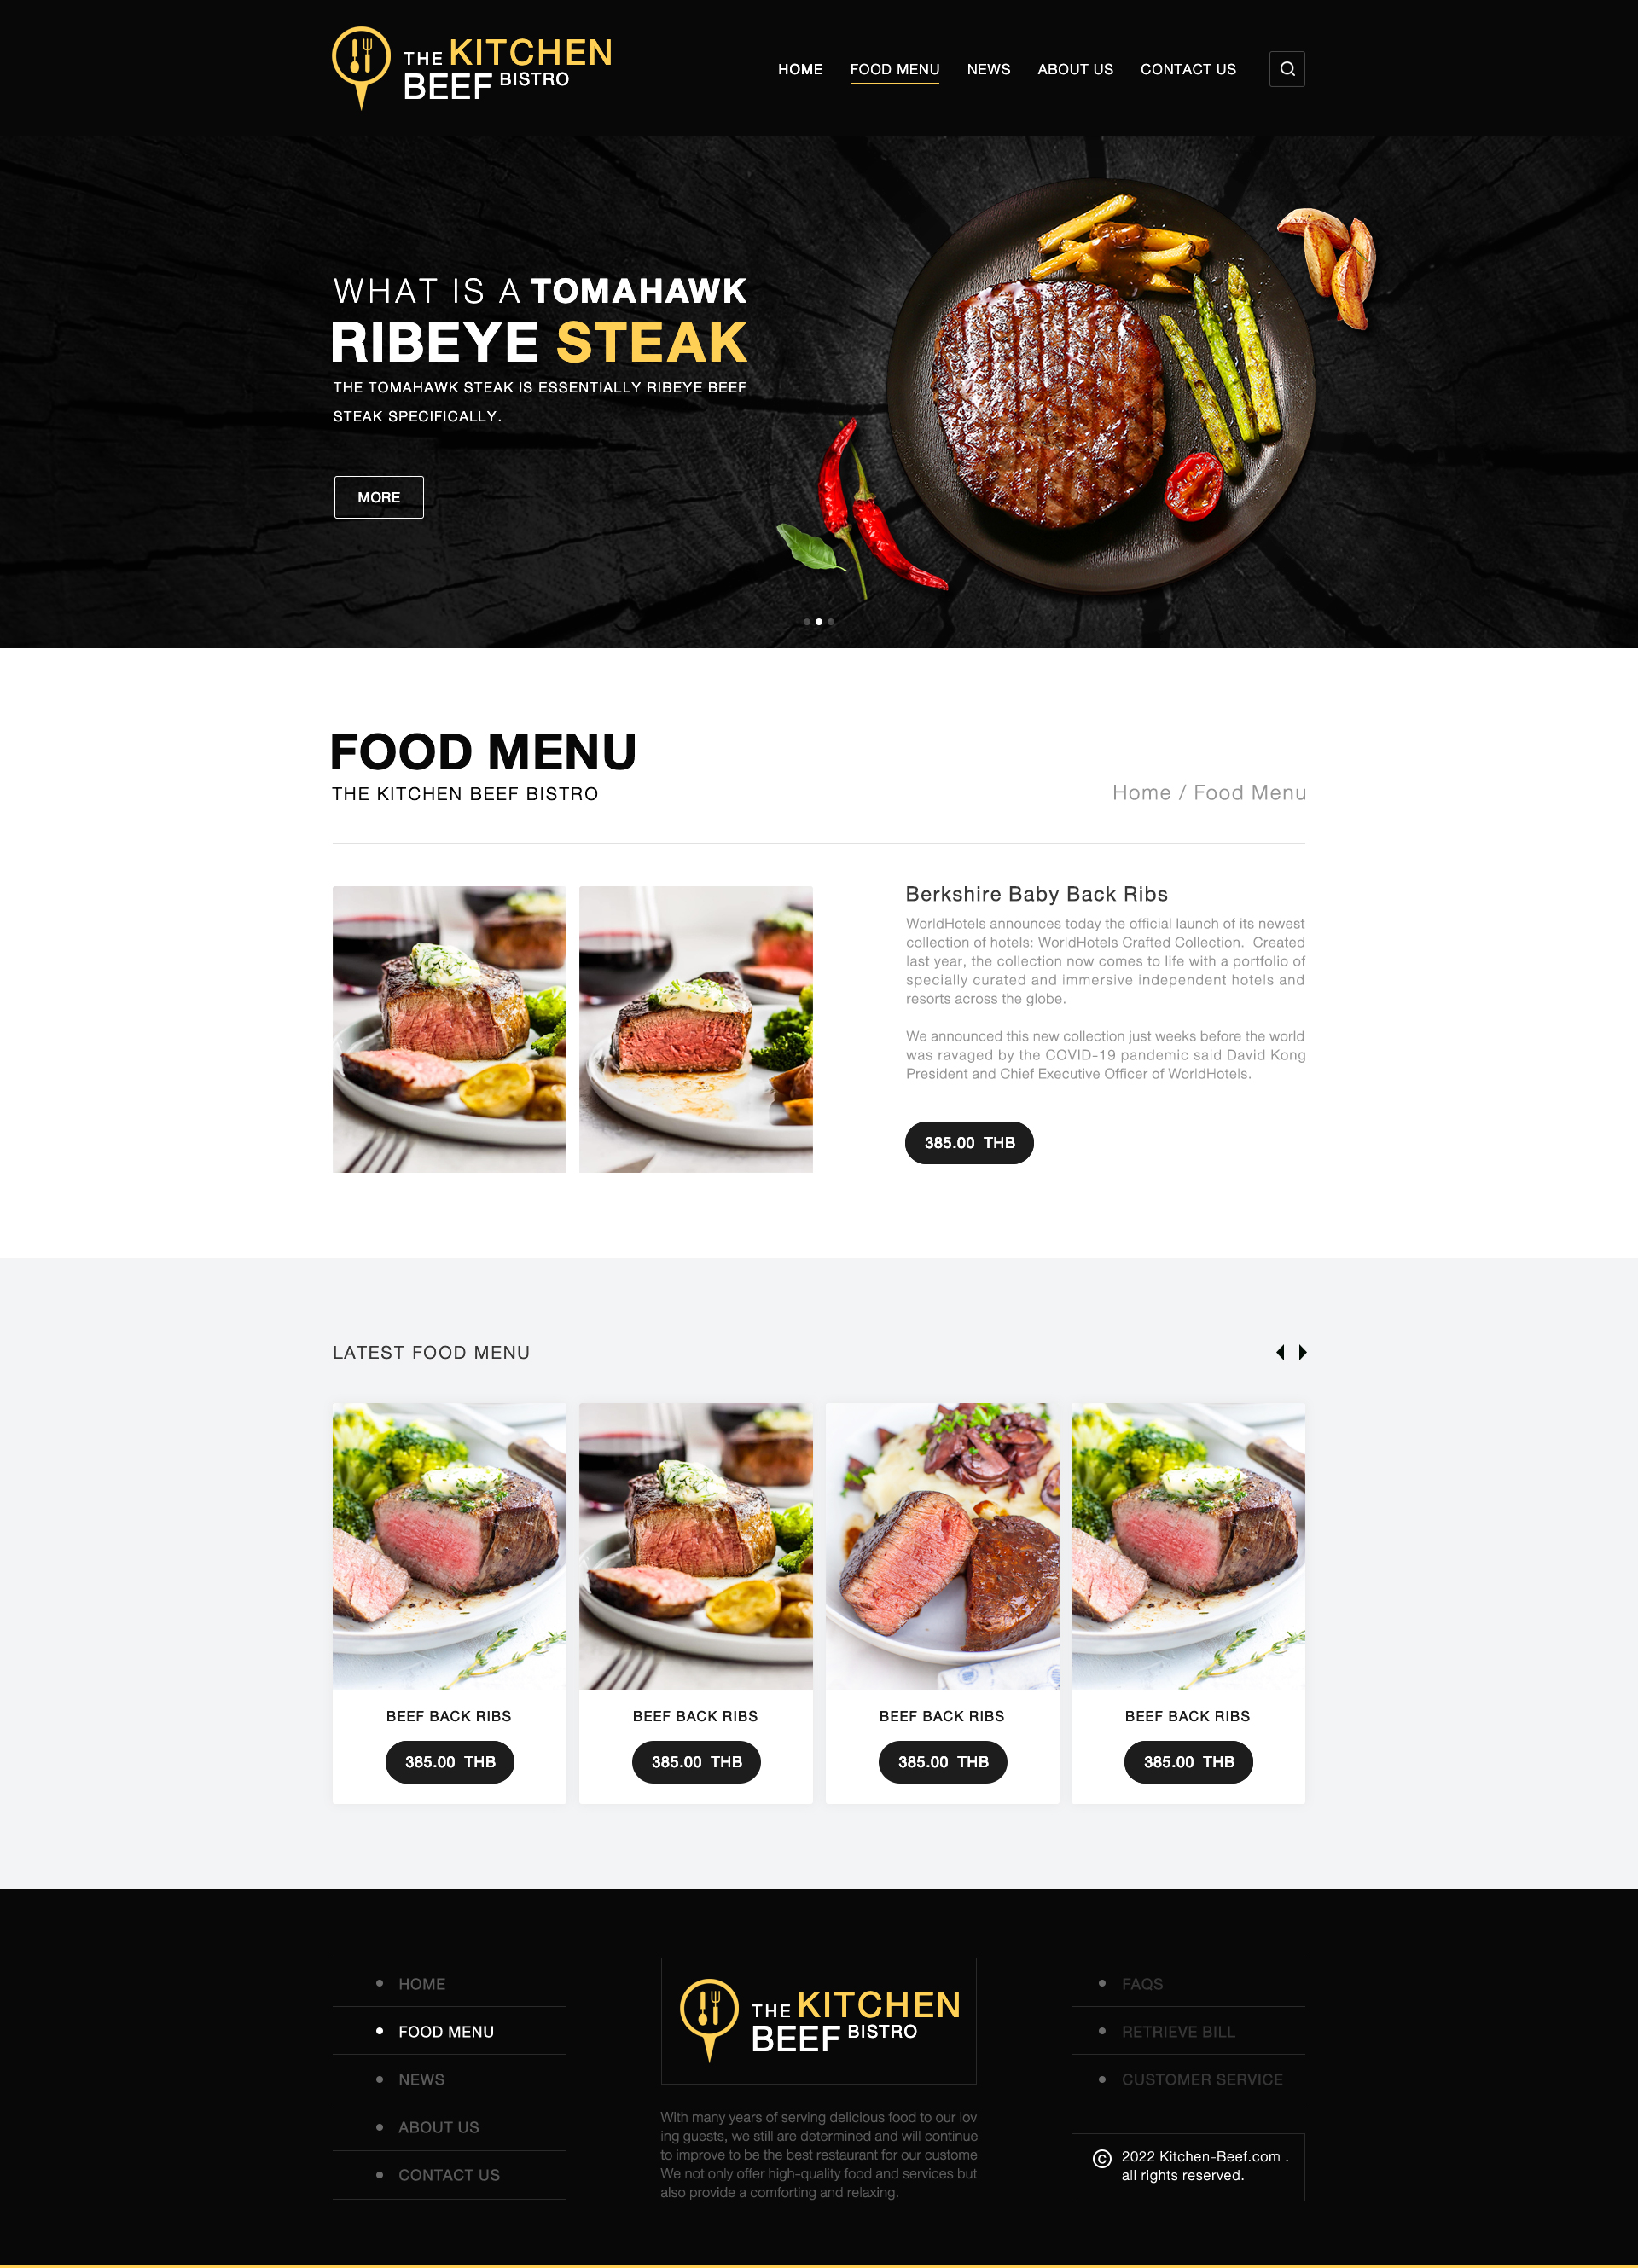 THE KITCHEN
BEEF BISTRO
HOME FOOD MENU NEWS ABOUT US CONTACT US
WHAT IS A TOMAHAWK
RIBEYE STEAK
THE TOMAHAWK STEAK IS ESSENTIALLY RIBEYE BEEF
STEAK SPECIFICALLY.
MORE
FOOD MENU
THE KITCHEN BEEF BISTRO
Home / Food Menu
Berkshire Baby Back Ribs
WorldHotels announces today the official launch of its newest
collection of hotels: WorldHotels Crafted Collection.  Created
last year, the collection now comes to life with a portfolio of
specially curated and immersive independent hotels and
resorts across the globe.
We announced this new collection just weeks before the world
was ravaged by the COVID-19 pandemic said David Kong
President and Chief Executive Officer of WorldHotels.
385.00 THB
LATEST FOOD MENU
BEEF BACK RIBS
385.00 THB
BEEF BACK RIBS
385.00 THB
BEEF BACK RIBS
385.00 THB
BEEF BACK RIBS
385.00 THB
HOME
FOOD MENU
NEWS
ABOUT US
CONTACT US
THE KITCHEN
BEEF BISTRO
With many years of serving delicious food to our lov
ing guests, we still are determined and will continue
to improve to be the best restaurant for our custome
We not only offer high-quality food and services but
also provide a comforting and relaxing.
FAQS
RETRIEVE BILL
CUSTOMER SERVICE
© 2022 Kitchen-Beef.com .
all rights reserved.